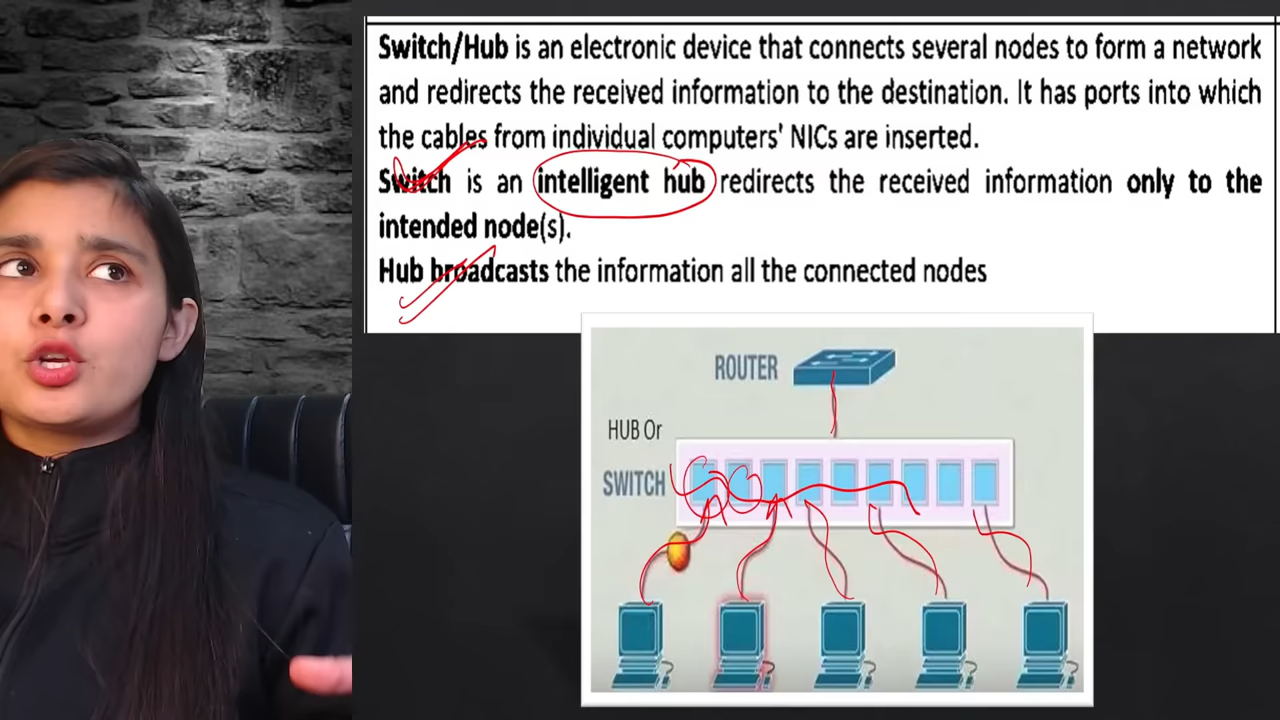 Switch/Hub is an electronic device that connects several nodes to form a network
and redirects the received information to the destination. It has ports into which
the cables from individual computers' NICs are inserted.
Switch is an intelligent hub redirects the received information only to the
intended node(s).
Hub broadcasts the information all the connected nodes
ROUTER
HUB Or
SWITCH